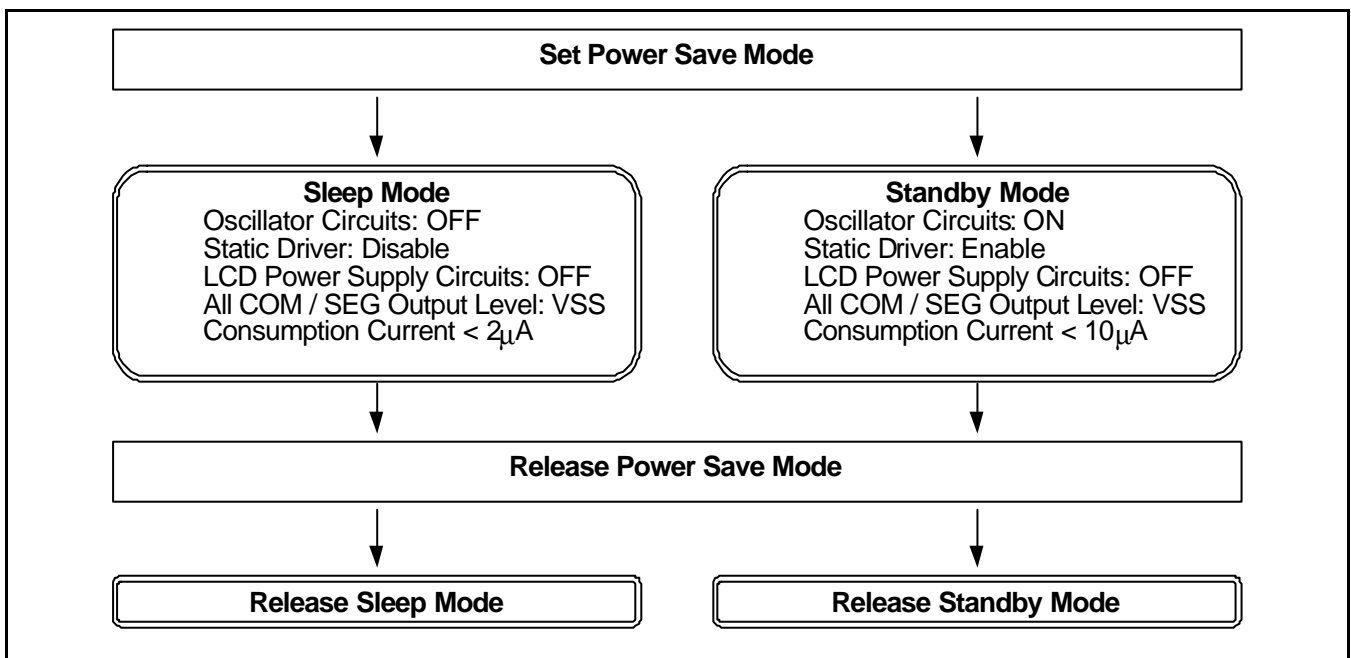 Set Power Save Mode
Sleep Mode
Oscillator Circuits: OFF
Static Driver: Disable
LCD Power Supply Circuits: OFF
All COM / SEG Output Level: VSS
Consumption Current < 2μA
Standby Mode
Oscillator Circuits: ON
Static Driver: Enable
LCD Power Supply Circuits: OFF
All COM / SEG Output Level: VSS
Consumption Current < 10μA
Release Power Save Mode
Release Sleep Mode
Release Standby Mode